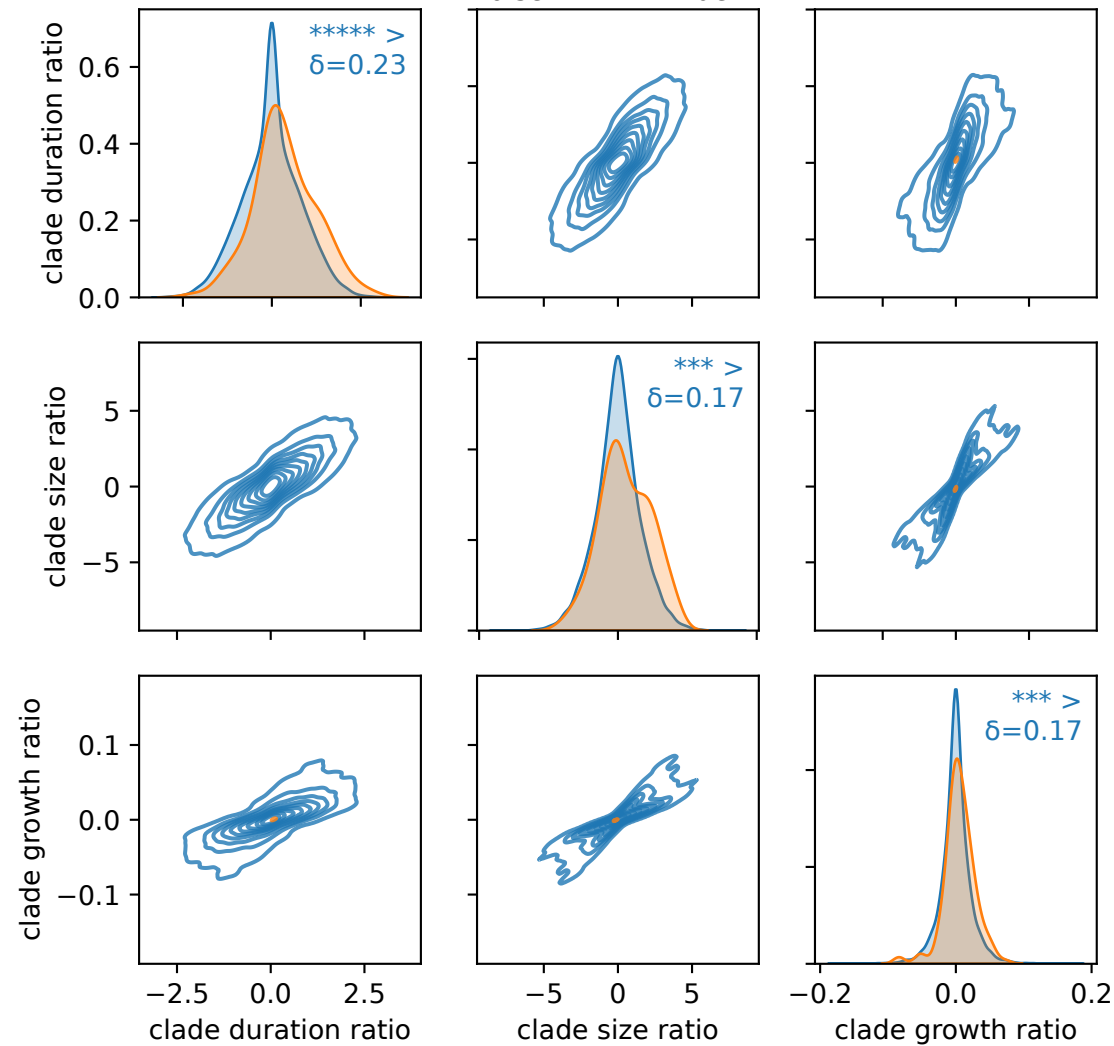 ***** >
δ=0.23
clade duration ratio
0.6
0.4
0.2
0.0
*** >
δ=0.17
clade size ratio
5
0
−5
*** >
δ=0.17
clade growth ratio
0.1
0.0
−0.1
−2.5 0.0 2.5 −5 0 5 −0.2 0.0 0.2
clade duration ratio clade size ratio clade growth ratio